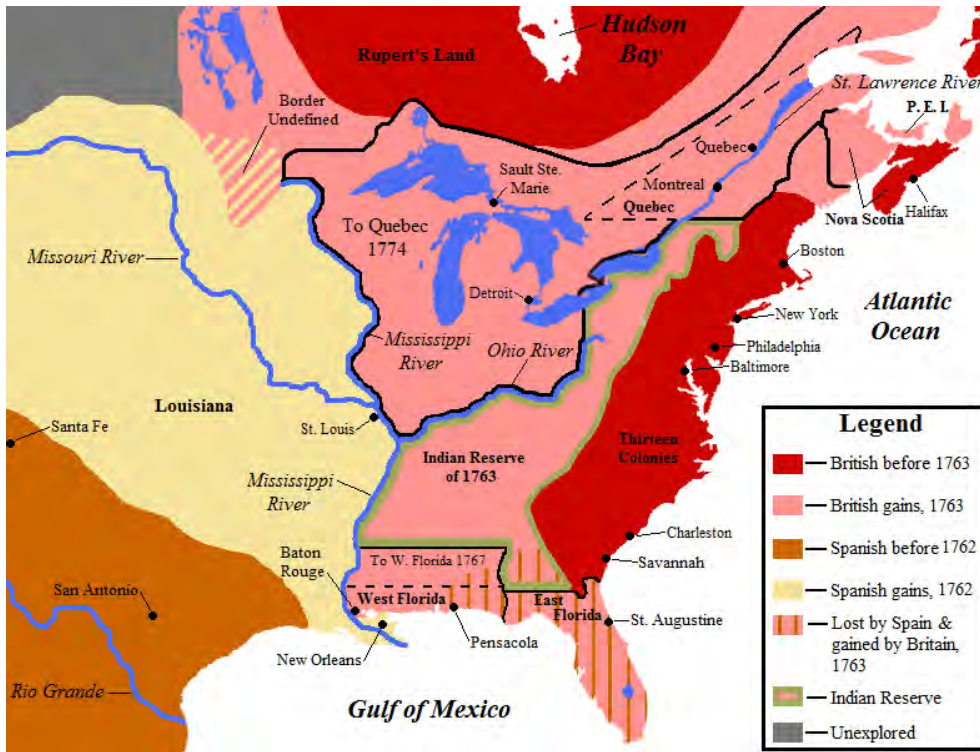 Hudson
Bay
Rupert's Land
St. Lawrence River
Border
Undefined
P. E. I.
Quebec
Sault Ste.
Marie
Montreal
Quebec
Nova Scotia
Halifax
To Quebec
1774
Missouri River
Boston
Detroit
Atlantic
Ocean
New York
Mississippi
River
Ohio River
Philadelphia
Baltimore
Louisiana
St. Louis
Santa Fe
Indian Reserve
of 1763
Thirteen
Colonies
Mississippi
River
Charleston
Savannah
Baton
Rouge
To W. Florida 1767
San Antonio
West Florida
East
Florida
St. Augustine
New Orleans
Pensacola
Rio Grande
Gulf of Mexico
Legend
British before 1763
British gains, 1763
Spanish before 1762
Spanish gains, 1762
Lost by Spain &
gained by Britain,
1763
Indian Reserve
Unexplored